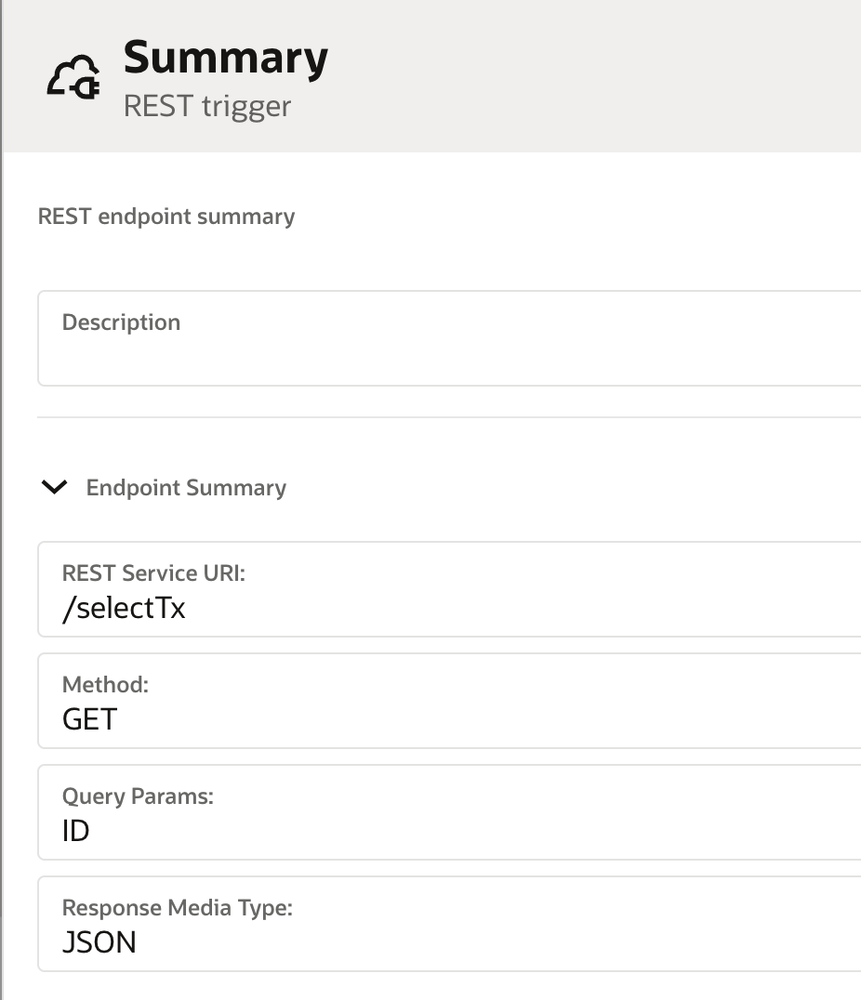 Summary
REST trigger
REST endpoint summary
Description
Endpoint Summary
REST Service URI:
/selectTx
Method:
GET
Query Params:
ID
Response Media Type:
JSON